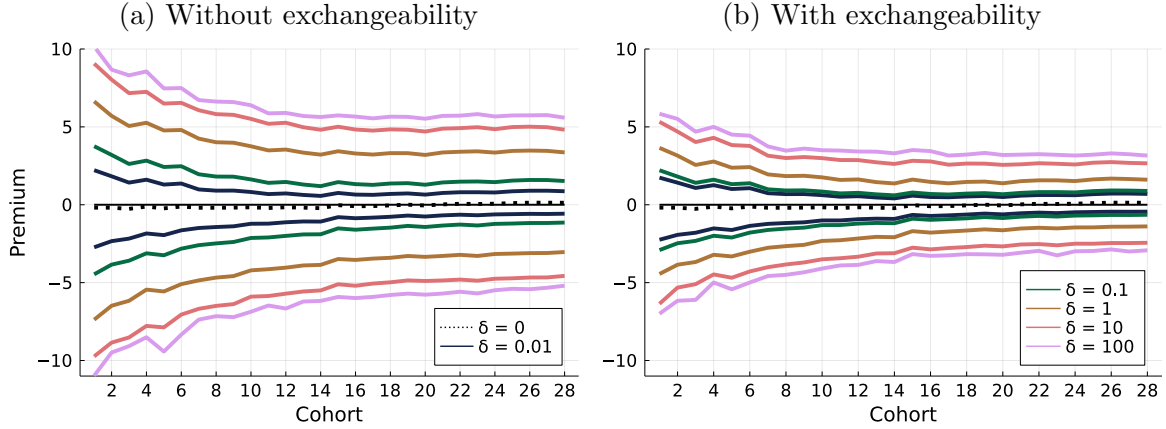 (a) Without exchangeability
(b) With exchangeability
Premium
10
5
0
−5
−10
2 4 6 8 10 12 14 16 18 20 22 24 26 28
Cohort
δ = 0
δ = 0.01
10
5
0
−5
−10
2 4 6 8 10 12 14 16 18 20 22 24 26 28
Cohort
δ = 0.1
δ = 1
δ = 10
δ = 100